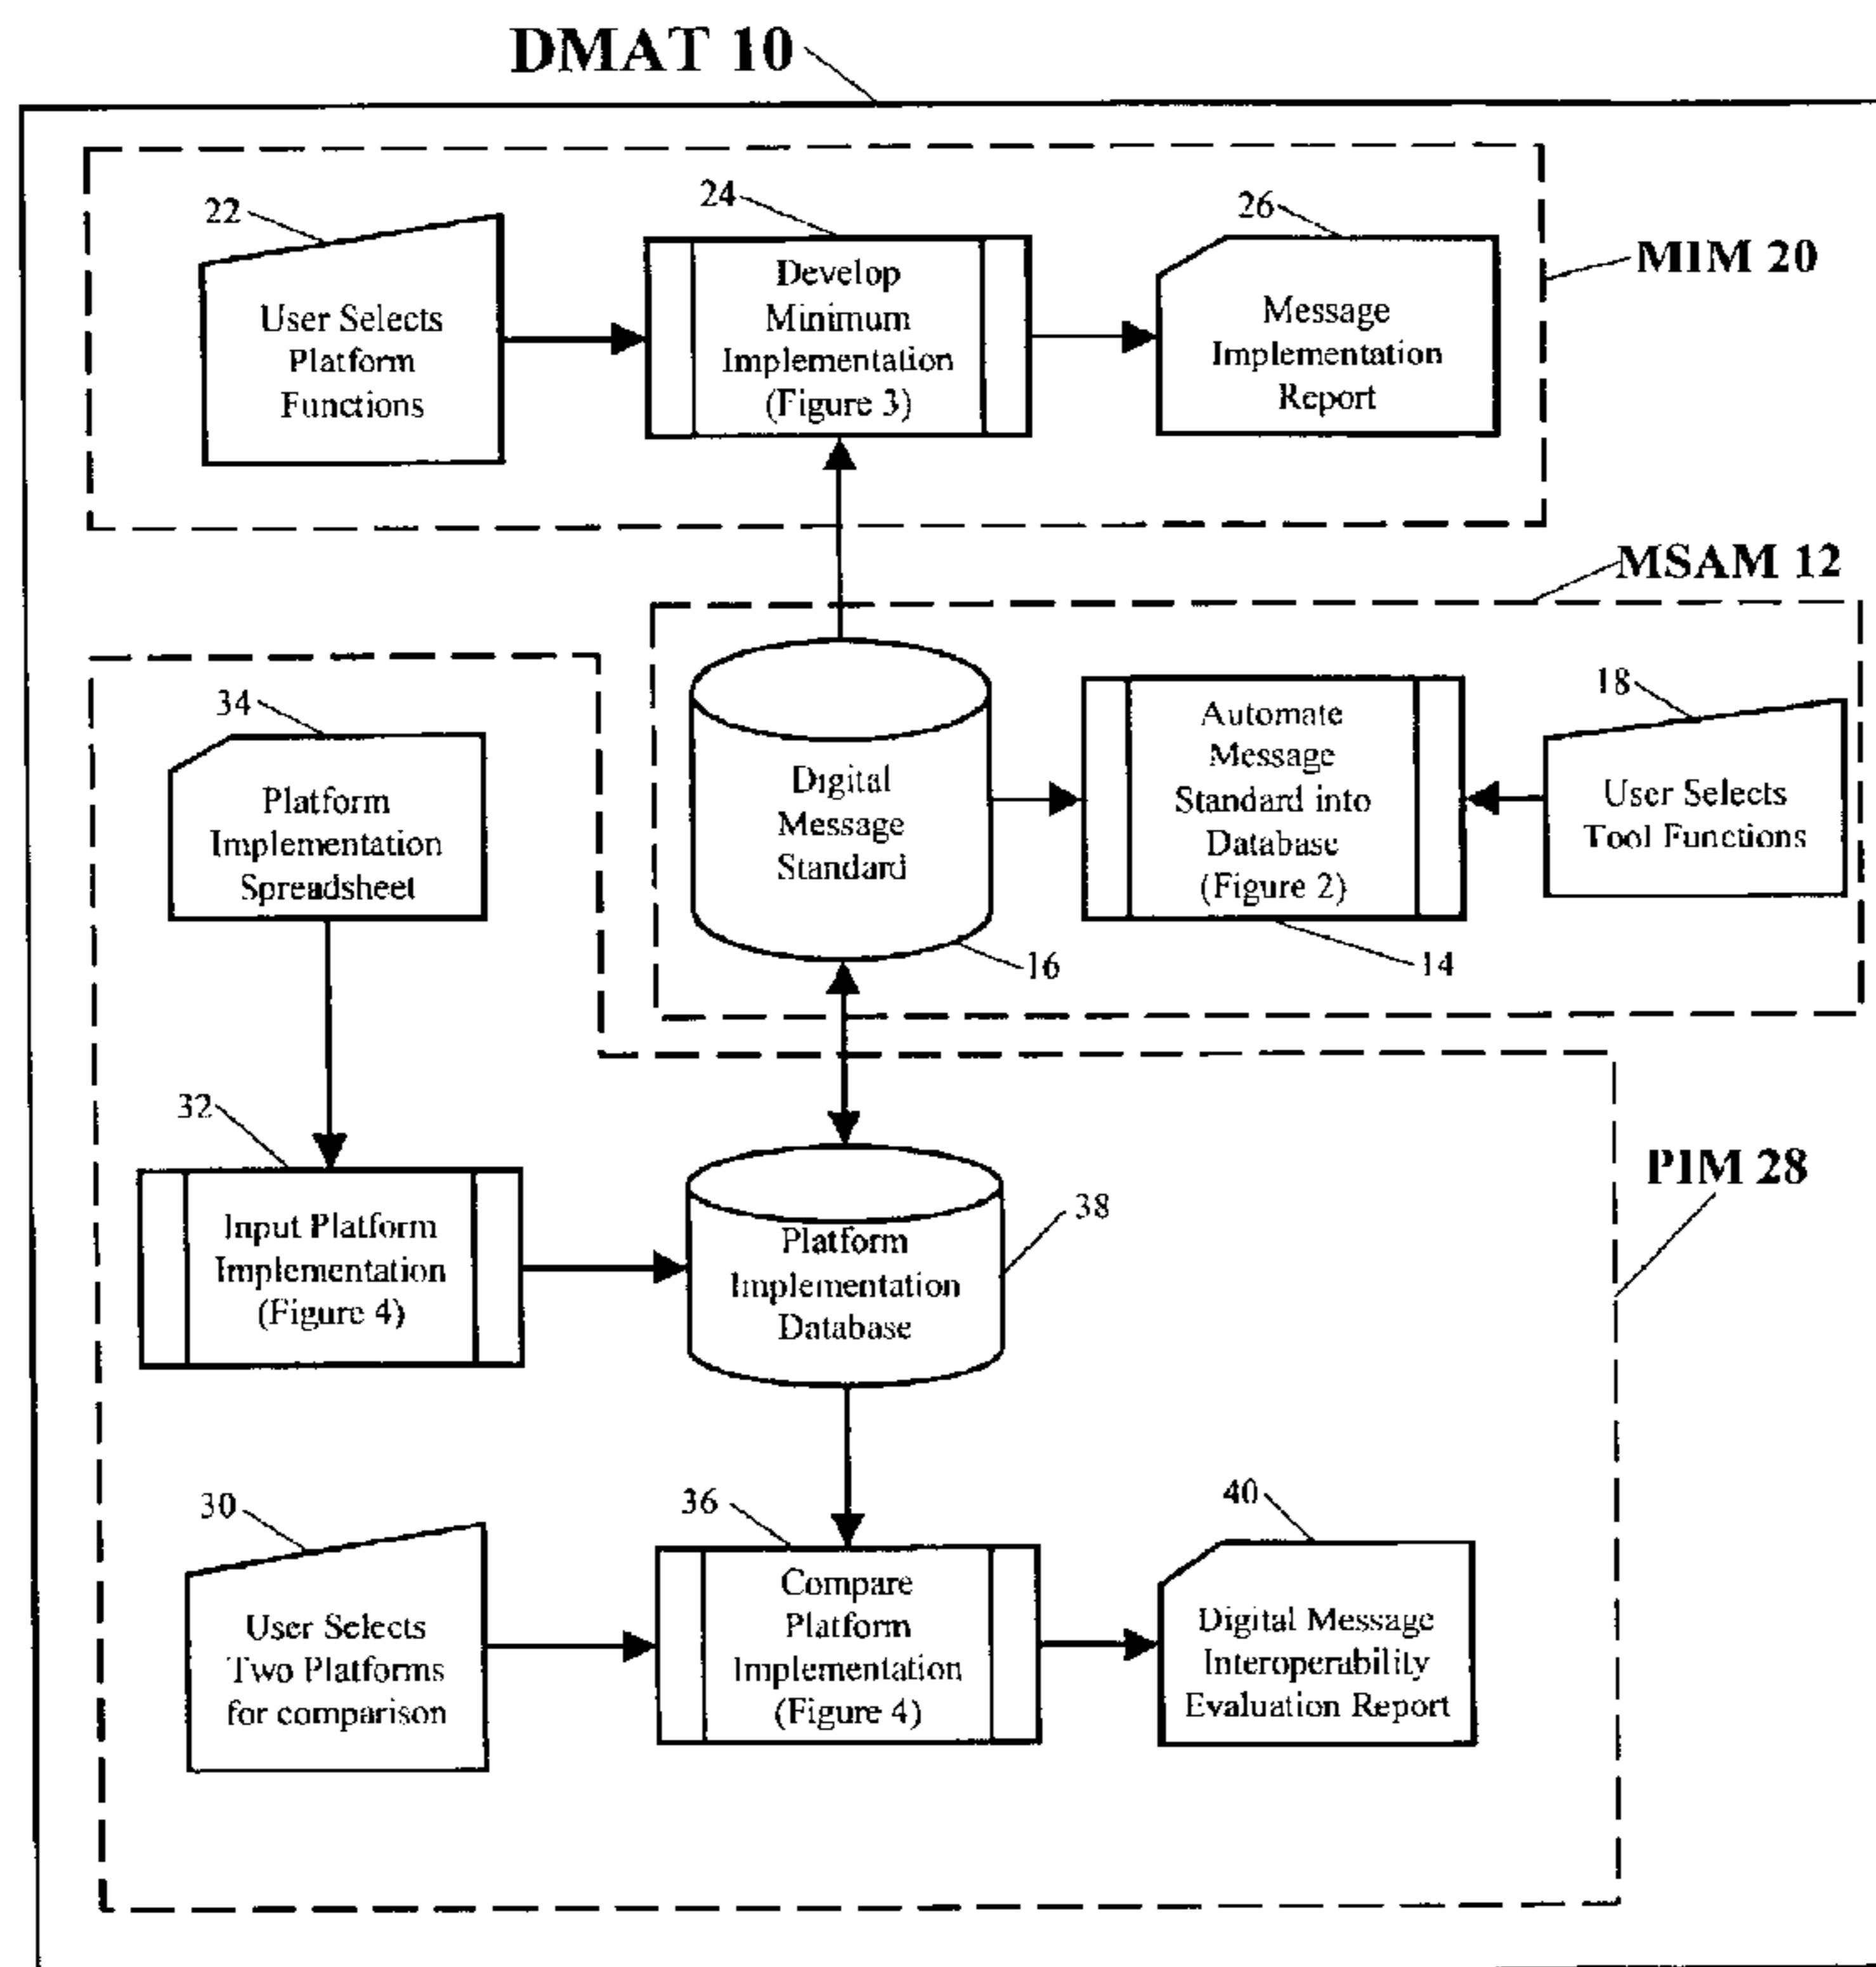 DMAT 10
22
24
26
MIM 20
User Selects
Platform
Functions
Develop
Minimum
Implementation
(Figure 3)
Message
Implementation
Report
MSAM 12
34
18
Platform
Implementation
Spreadsheet
Digital
Message
Standard
Automate
Message
Standard into
Database
(Figure 2)
User Selects
Tool Functions
16
14
32
PIM 28
38
Input Platform
Implementation
(Figure 4)
Platform
Implementation
Database
30
36
40
User Selects
Two Platforms
for comparison
Compare
Platform
Implementation
(Figure 4)
Digital Message
Interoperability
Evaluation Report